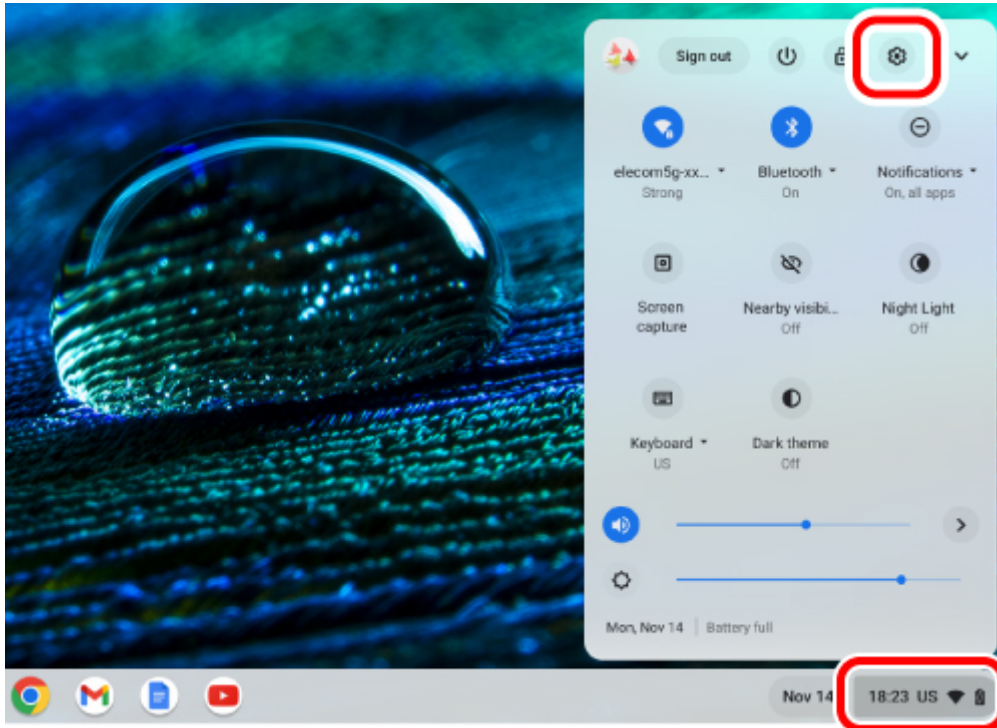 Sign out
elecom5g-xx... Bluetooth Notifications
Strong On On, all apps
Screen capture
Nearby visibi...
Off
Night Light
Off
Keyboard
US
Dark theme
Off
Mon, Nov 14 Battery full
Nov 14 18:23 US